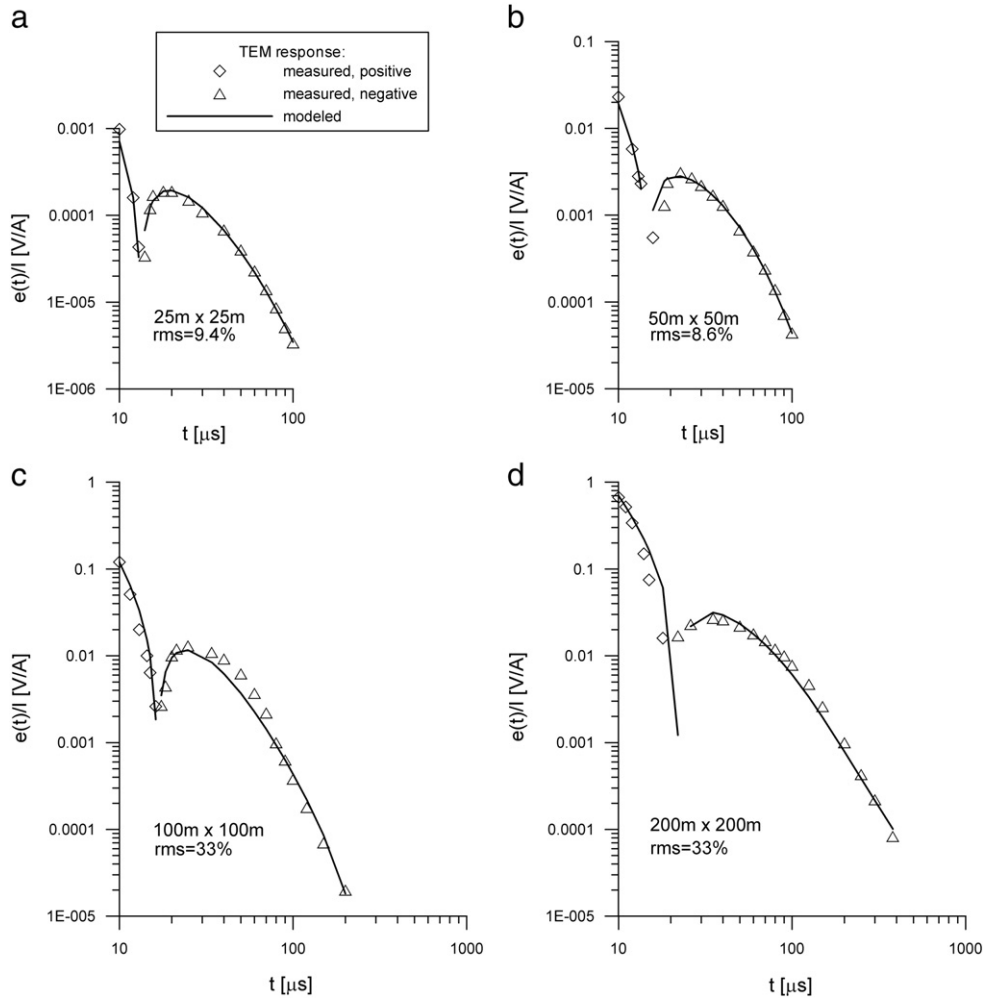 a
TEM response:
measured, positive
measured, negative
modeled
0.001
0.0001
1E-005
1E-006
e(t)/I [V/A]
25m x 25m
rms=9.4%
10
100
t [μs]
b
0.1
0.01
0.001
0.0001
1E-005
e(t)/I [V/A]
50m x 50m
rms=8.6%
10
100
t [μs]
c
1
0.1
0.01
0.001
0.0001
1E-005
e(t)/I [V/A]
100m x 100m
rms=33%
10
100
1000
t [μs]
d
1
0.1
0.01
0.001
0.0001
1E-005
e(t)/I [V/A]
200m x 200m
rms=33%
10
100
1000
t [μs]